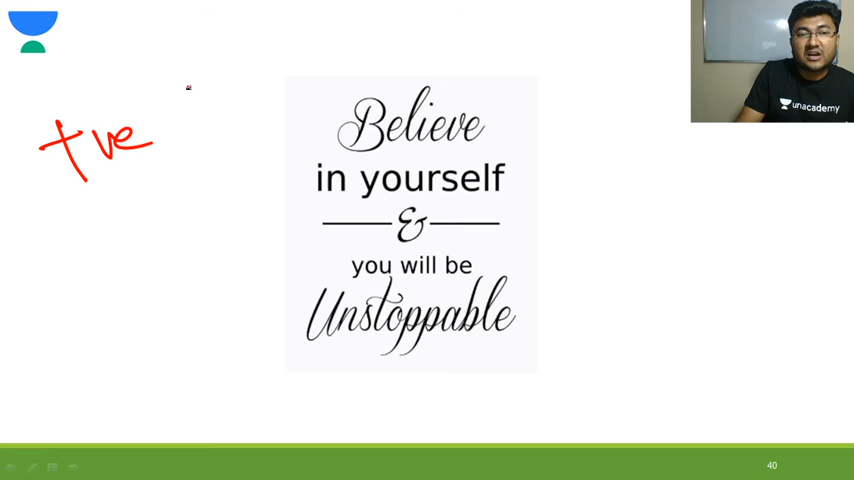 +ve
Believe
in yourself
&
you will be
Unstoppable
unacademy
40